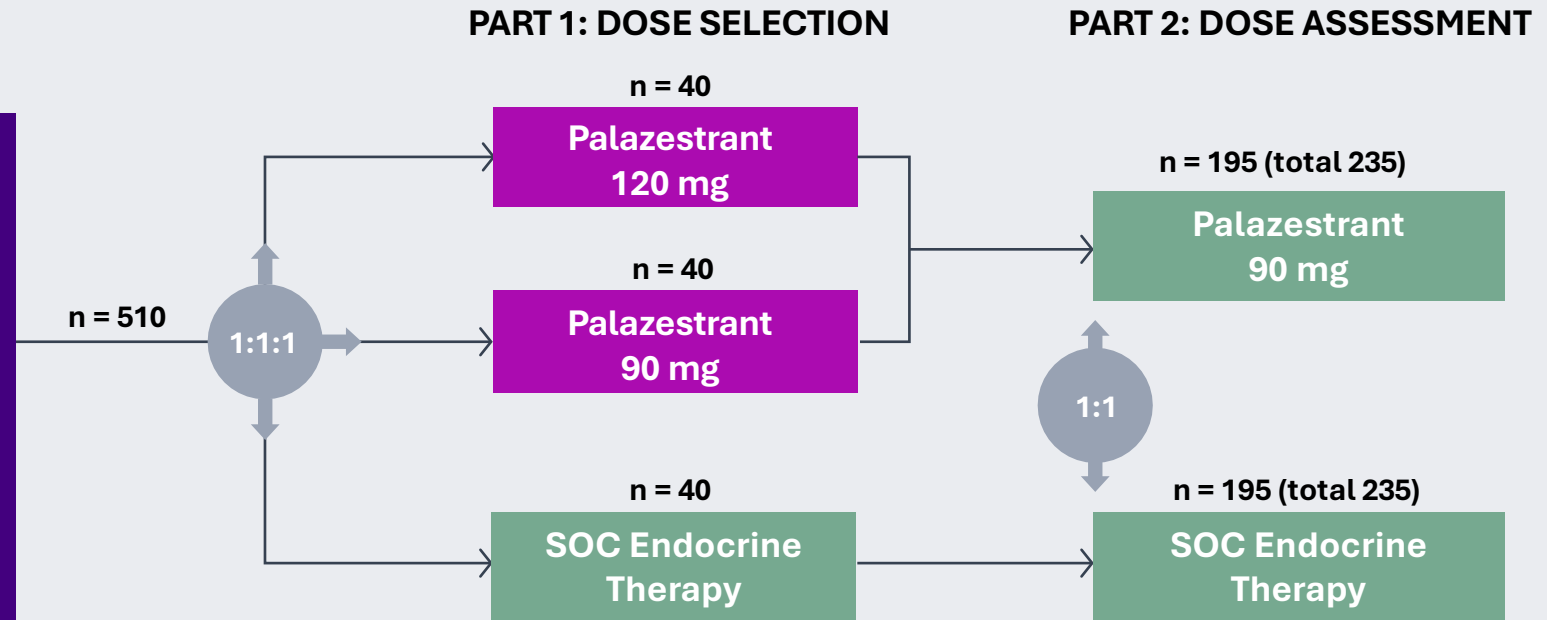 PART 1: DOSE SELECTION
PART 2: DOSE ASSESSMENT
n = 40
Palazestrant
120 mg
n = 195 (total 235)
Palazestrant
90 mg
n = 40
Palazestrant
90 mg
n = 510
1:1:1
1:1
n = 40
SOC Endocrine
Therapy
n = 195 (total 235)
SOC Endocrine
Therapy